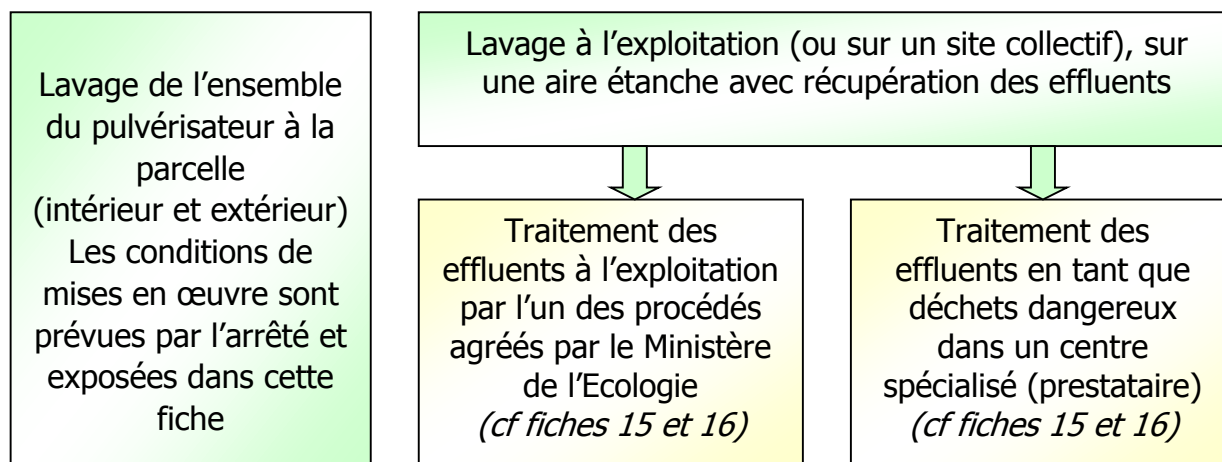 Lavage de l’ensemble
du pulvérisateur à la
parcelle
(intérieur et extérieur)
Les conditions de
mises en œuvre sont
prévues par l’arrêté et
exposées dans cette
fiche
Lavage à l’exploitation (ou sur un site collectif), sur
une aire étanche avec récupération des effluents
Traitement des
effluents à l’exploitation
par l’un des procédés
agréés par le Ministère
de l’Ecologie
(cf fiches 15 et 16)
Traitement des
effluents en tant que
déchets dangereux
dans un centre
spécialisé (prestataire)
(cf fiches 15 et 16)